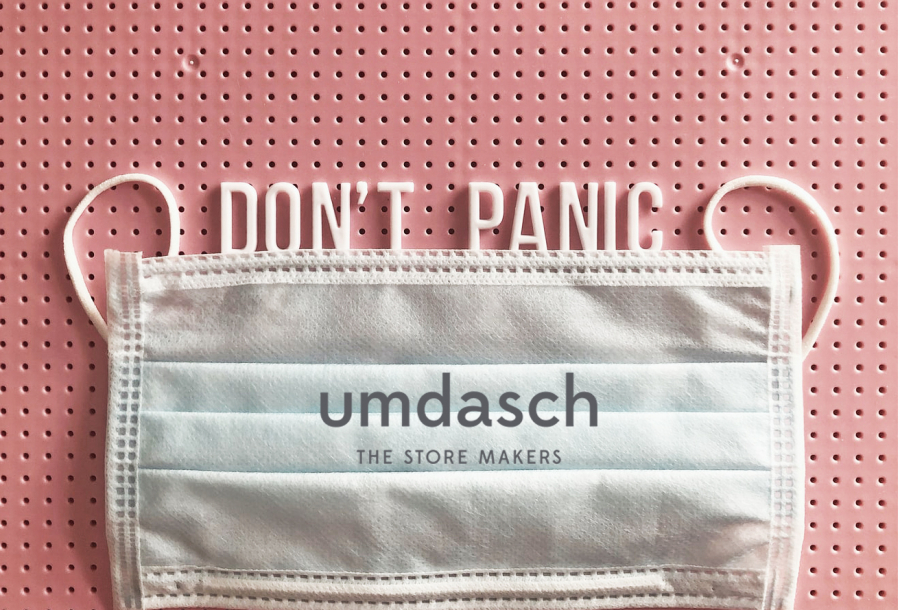 DON'T PANIC
umdasch
THE STORE MAKERS